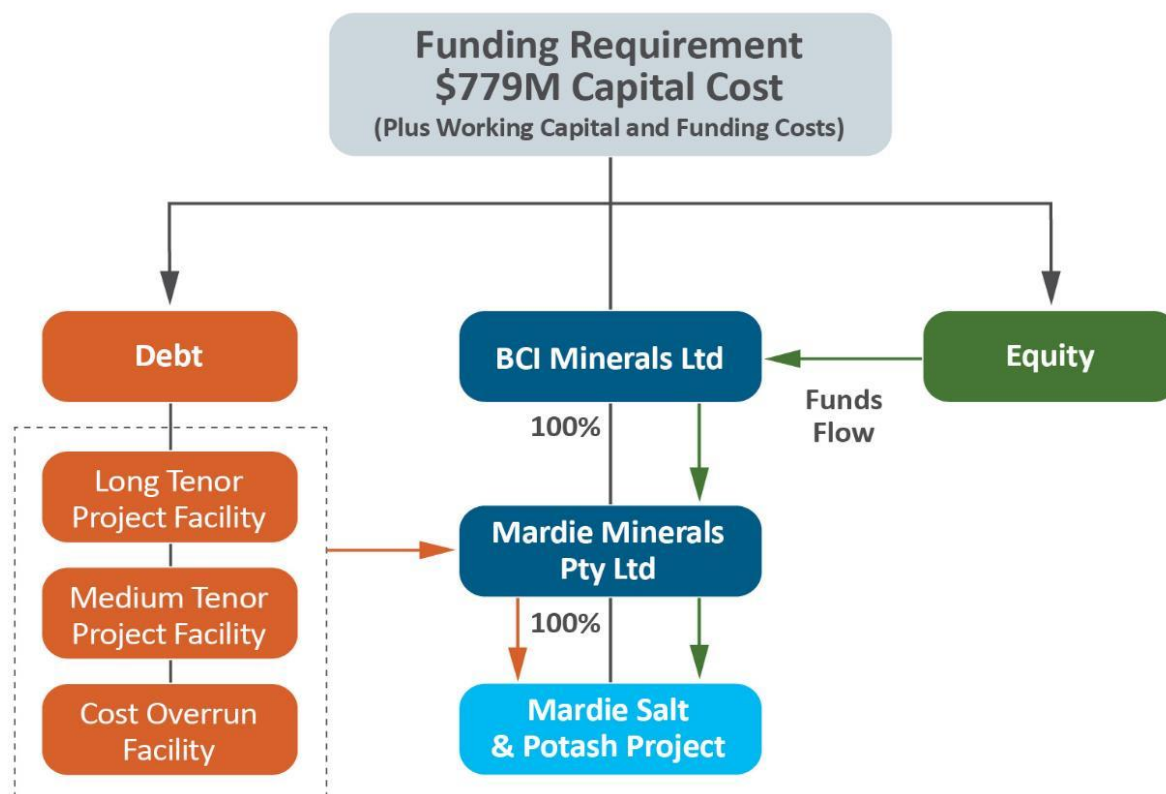 Funding Requirement
$779M Capital Cost
(Plus Working Capital and Funding Costs)
Debt
BCI Minerals Ltd
Equity
Funds
Flow
100%
Long Tenor
Project Facility
Mardie Minerals
Pty Ltd
Medium Tenor
Project Facility
100%
Cost Overrun
Facility
Mardie Salt
& Potash Project